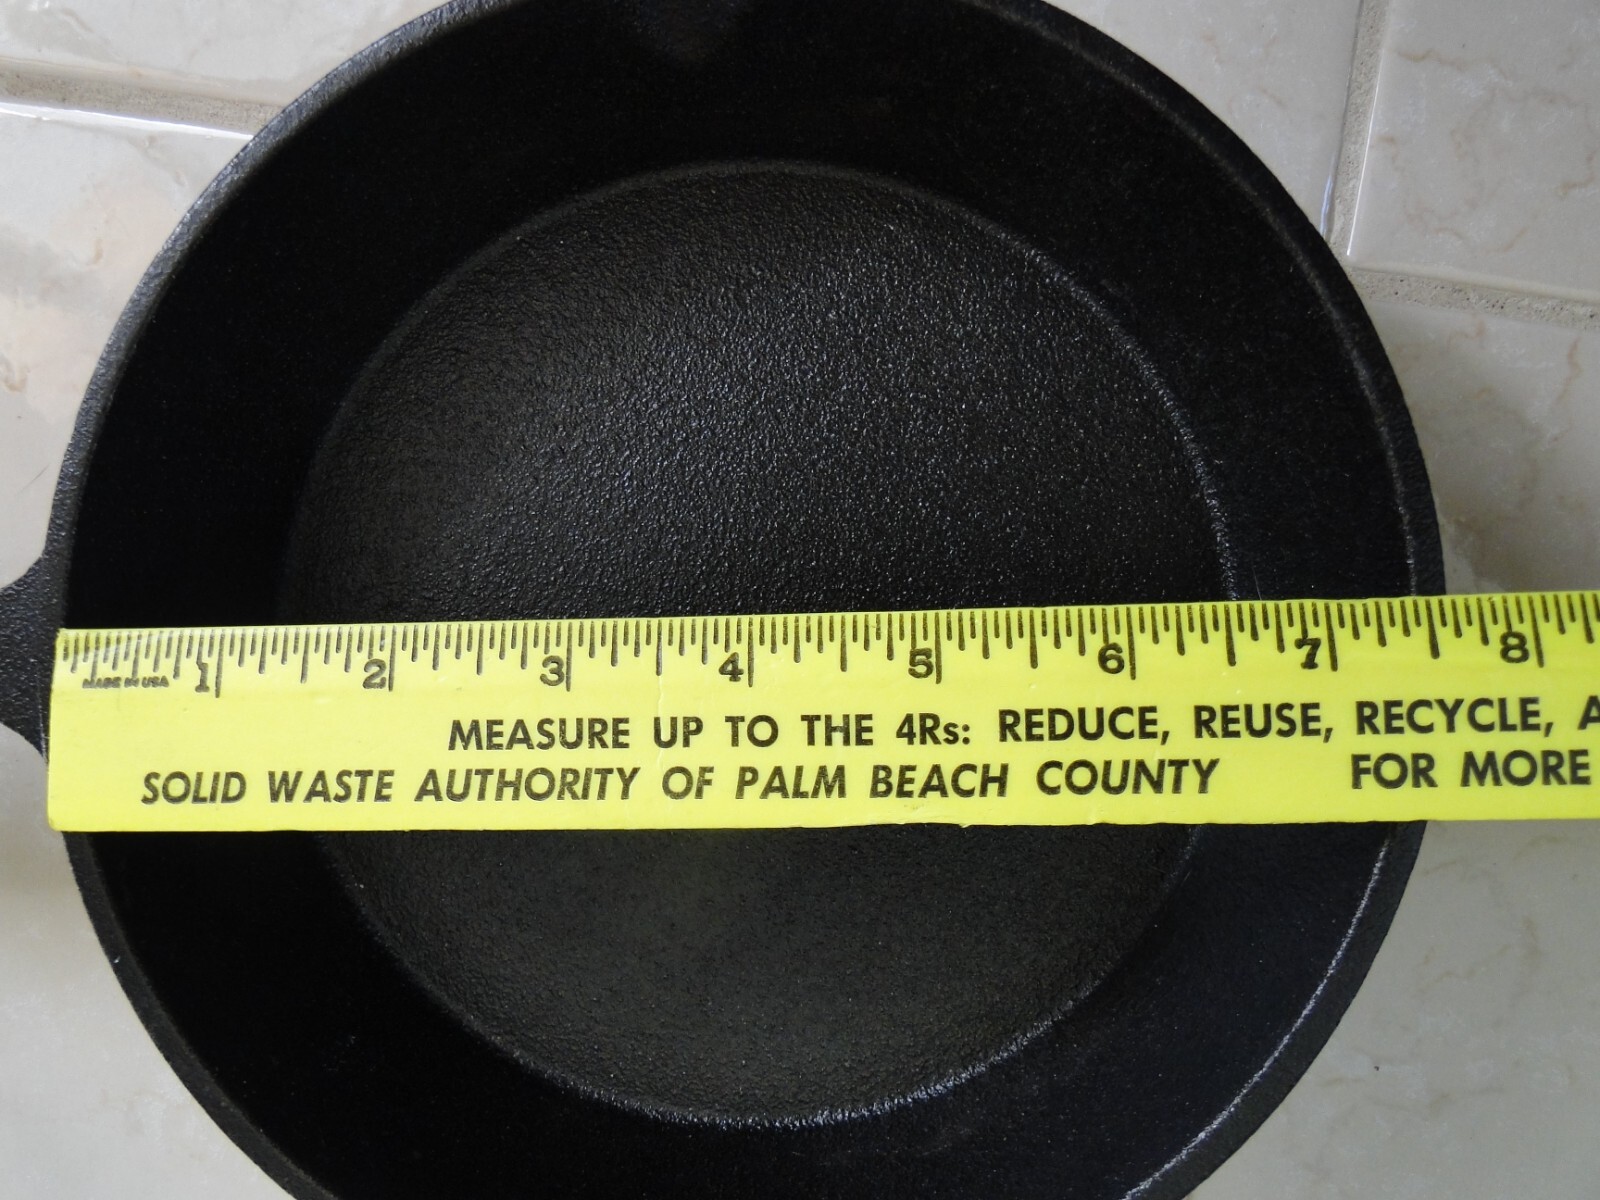 1 2 3 4 5 6 7 8
MADE IN USA
MEASURE UP TO THE 4Rs: REDUCE, REUSE, RECYCLE, A
SOLID WASTE AUTHORITY OF PALM BEACH COUNTY FOR MORE